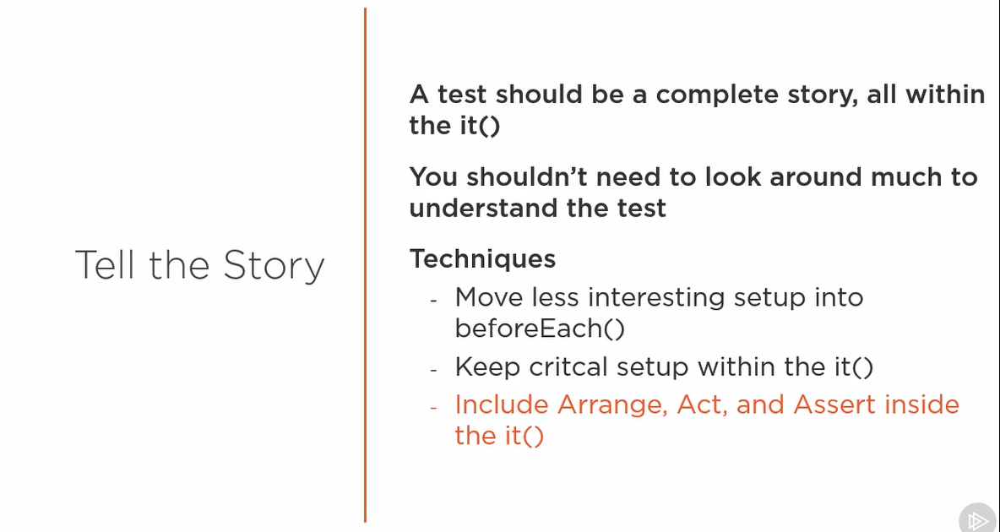 Tell the Story
A test should be a complete story, all within
the it()
You shouldn’t need to look around much to
understand the test
Techniques
- Move less interesting setup into
beforeEach()
- Keep critcal setup within the it()
- Include Arrange, Act, and Assert inside
the it()